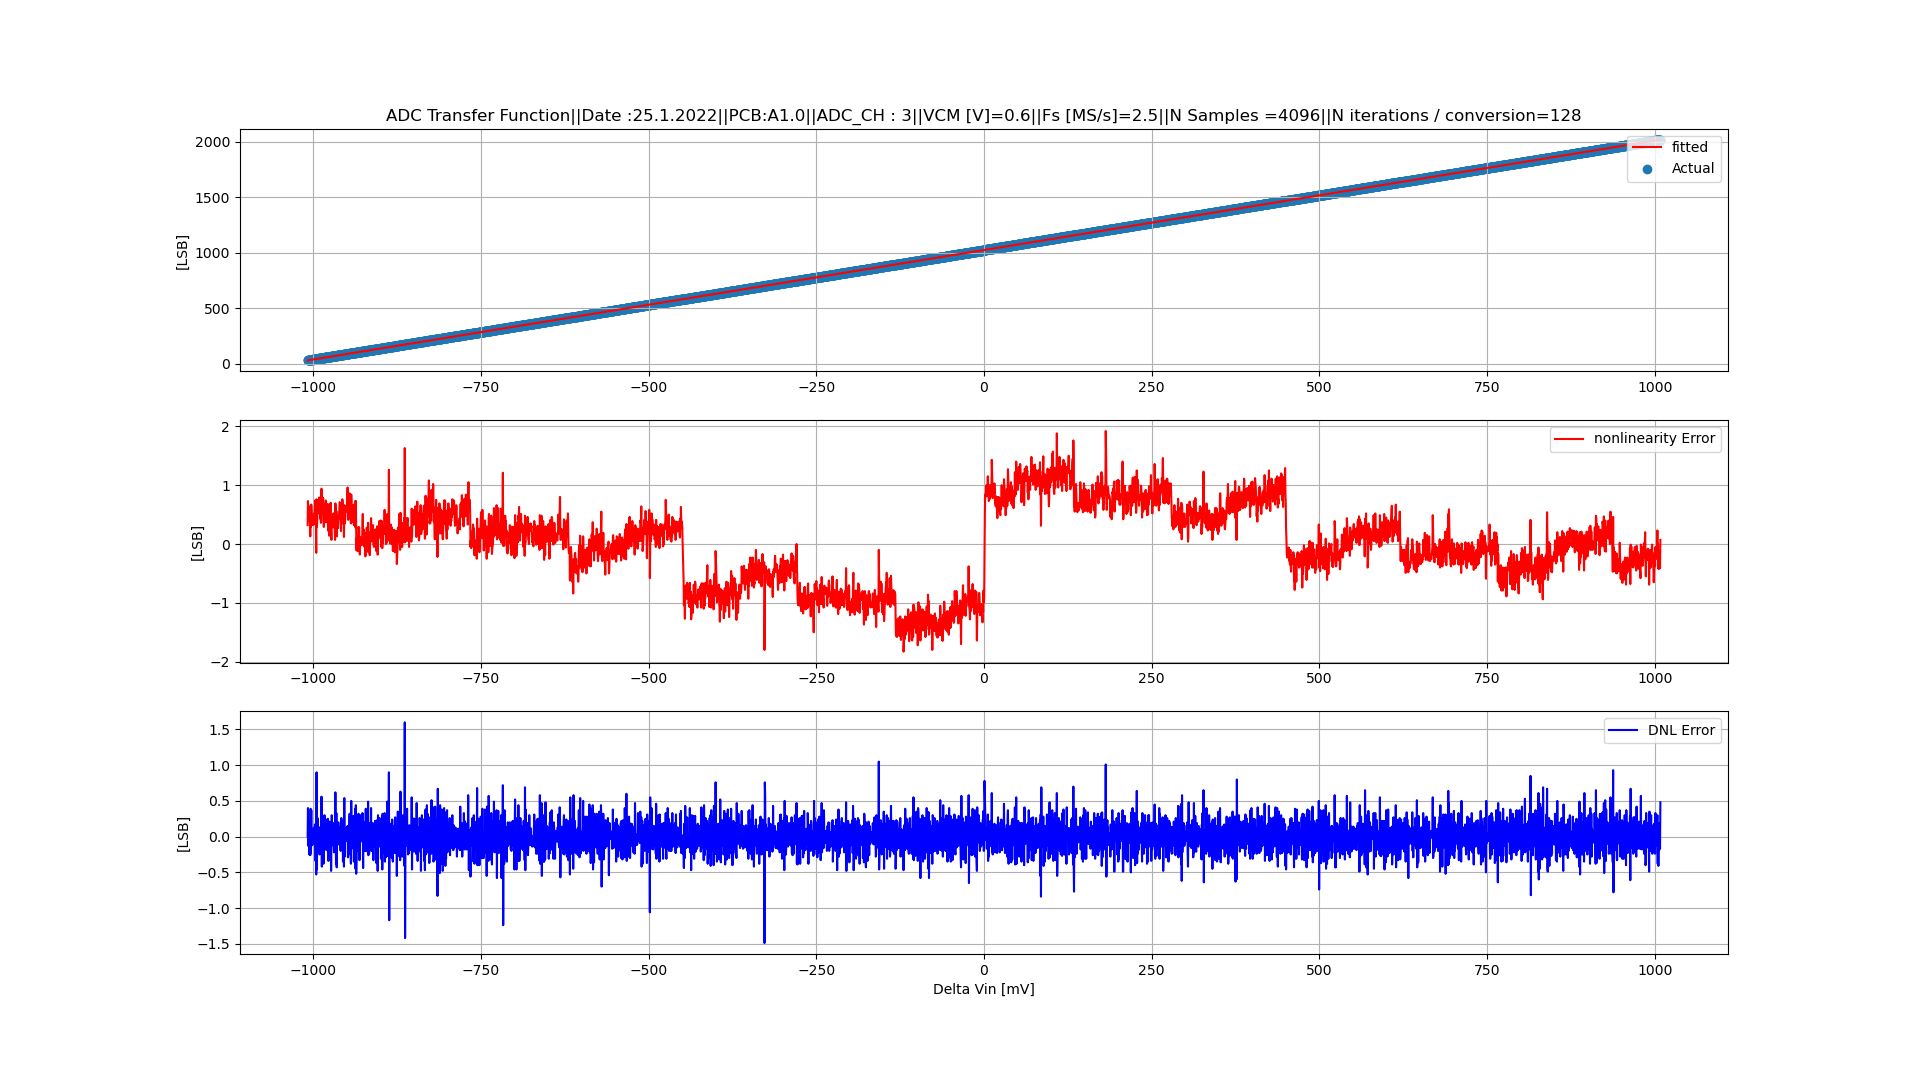 ADC Transfer Function||Date :25.1.2022||PCB:A1.0||ADC_CH : 3||VCM [V]=0.6||Fs [MS/s]=2.5||N Samples =4096||N iterations / conversion=128
2000
1500
1000
500
0
[LSB]
fitted
Actual
−1000 −750 −500 −250 0 250 500 750 1000
2
1
0
−1
−2
[LSB]
nonlinearity Error
−1000 −750 −500 −250 0 250 500 750 1000
1.5
1.0
0.5
0.0
−0.5
−1.0
−1.5
[LSB]
DNL Error
−1000 −750 −500 −250 0 250 500 750 1000
Delta Vin [mV]